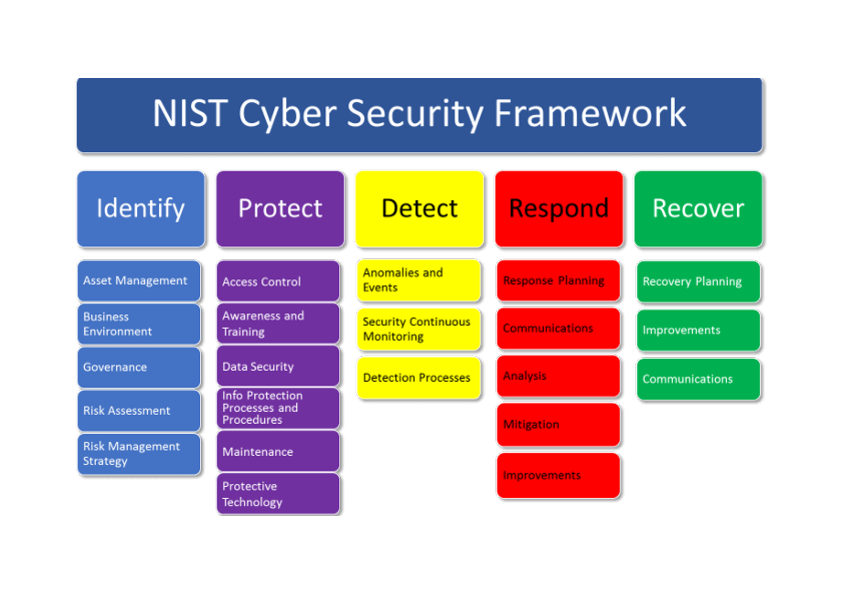 NIST Cyber Security Framework
Identify
Protect
Detect
Respond
Recover
Asset Management
Business
Environment
Governance
Risk Assessment
Risk Management
Strategy
Access Control
Awareness and
Training
Data Security
Info Protection
Processes and
Procedures
Maintenance
Protective
Technology
Anomalies and
Events
Security Continuous
Monitoring
Detection Processes
Response Planning
Communications
Analysis
Mitigation
Improvements
Recovery Planning
Improvements
Communications